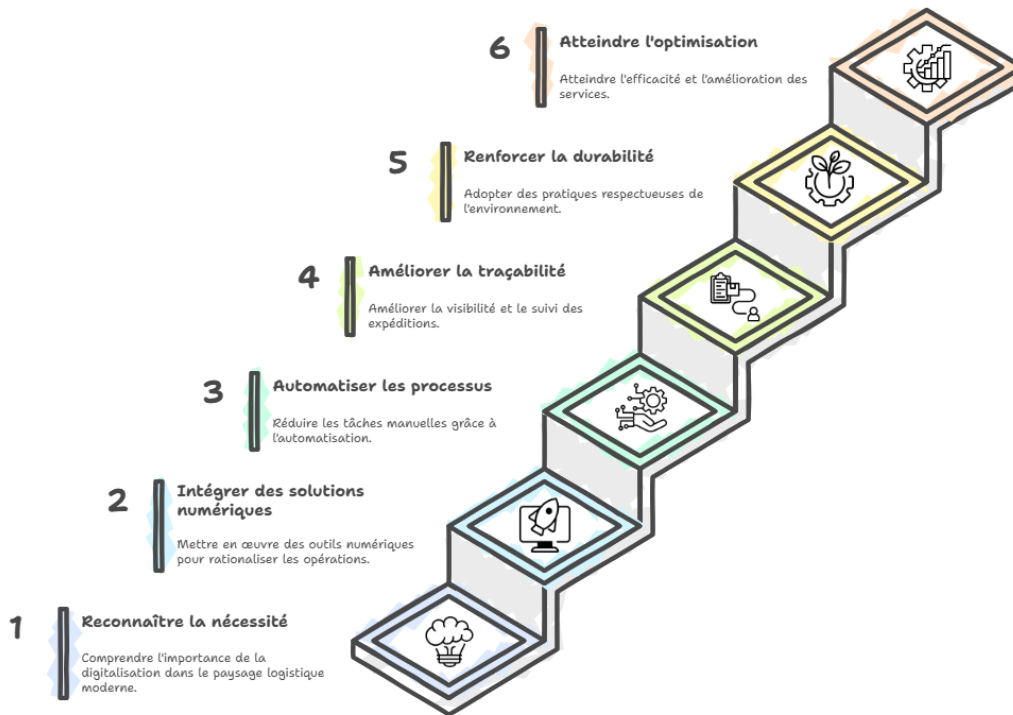 6
Atteindre l'optimisation
Atteindre l'efficacité et l'amélioration des
services.
5
Renforcer la durabilité
Adopter des pratiques respectueuses de
l'environnement.
4
Améliorer la traçabilité
Améliorer la visibilité et le suivi des
expéditions.
3
Automatiser les processus
Réduire les tâches manuelles grâce à
l'automatisation.
2
Intégrer des solutions
numériques
Mettre en œuvre des outils numériques
pour rationaliser les opérations.
1
Reconnaître la nécessité
Comprendre l'importance de la
digitalisation dans le paysage logistique
moderne.